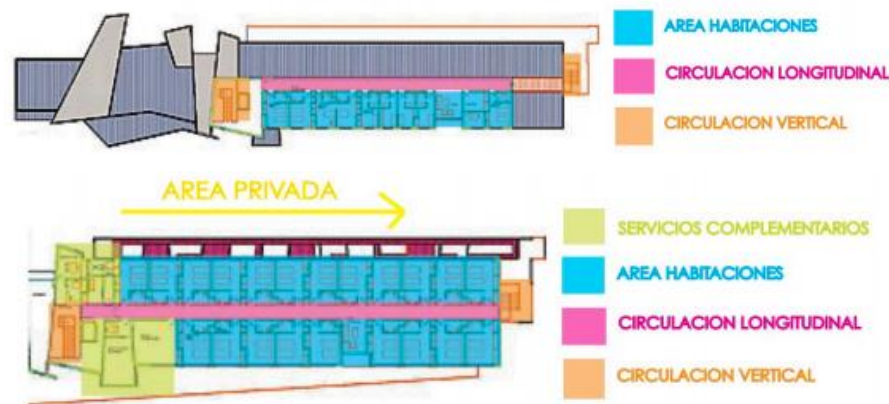 AREA HABITACIONES
CIRCULACION LONGITUDINAL
CIRCULACION VERTICAL
AREA PRIVADA
SERVICIOS COMPLEMENTARIOS
AREA HABITACIONES
CIRCULACION LONGITUDINAL
CIRCULACION VERTICAL